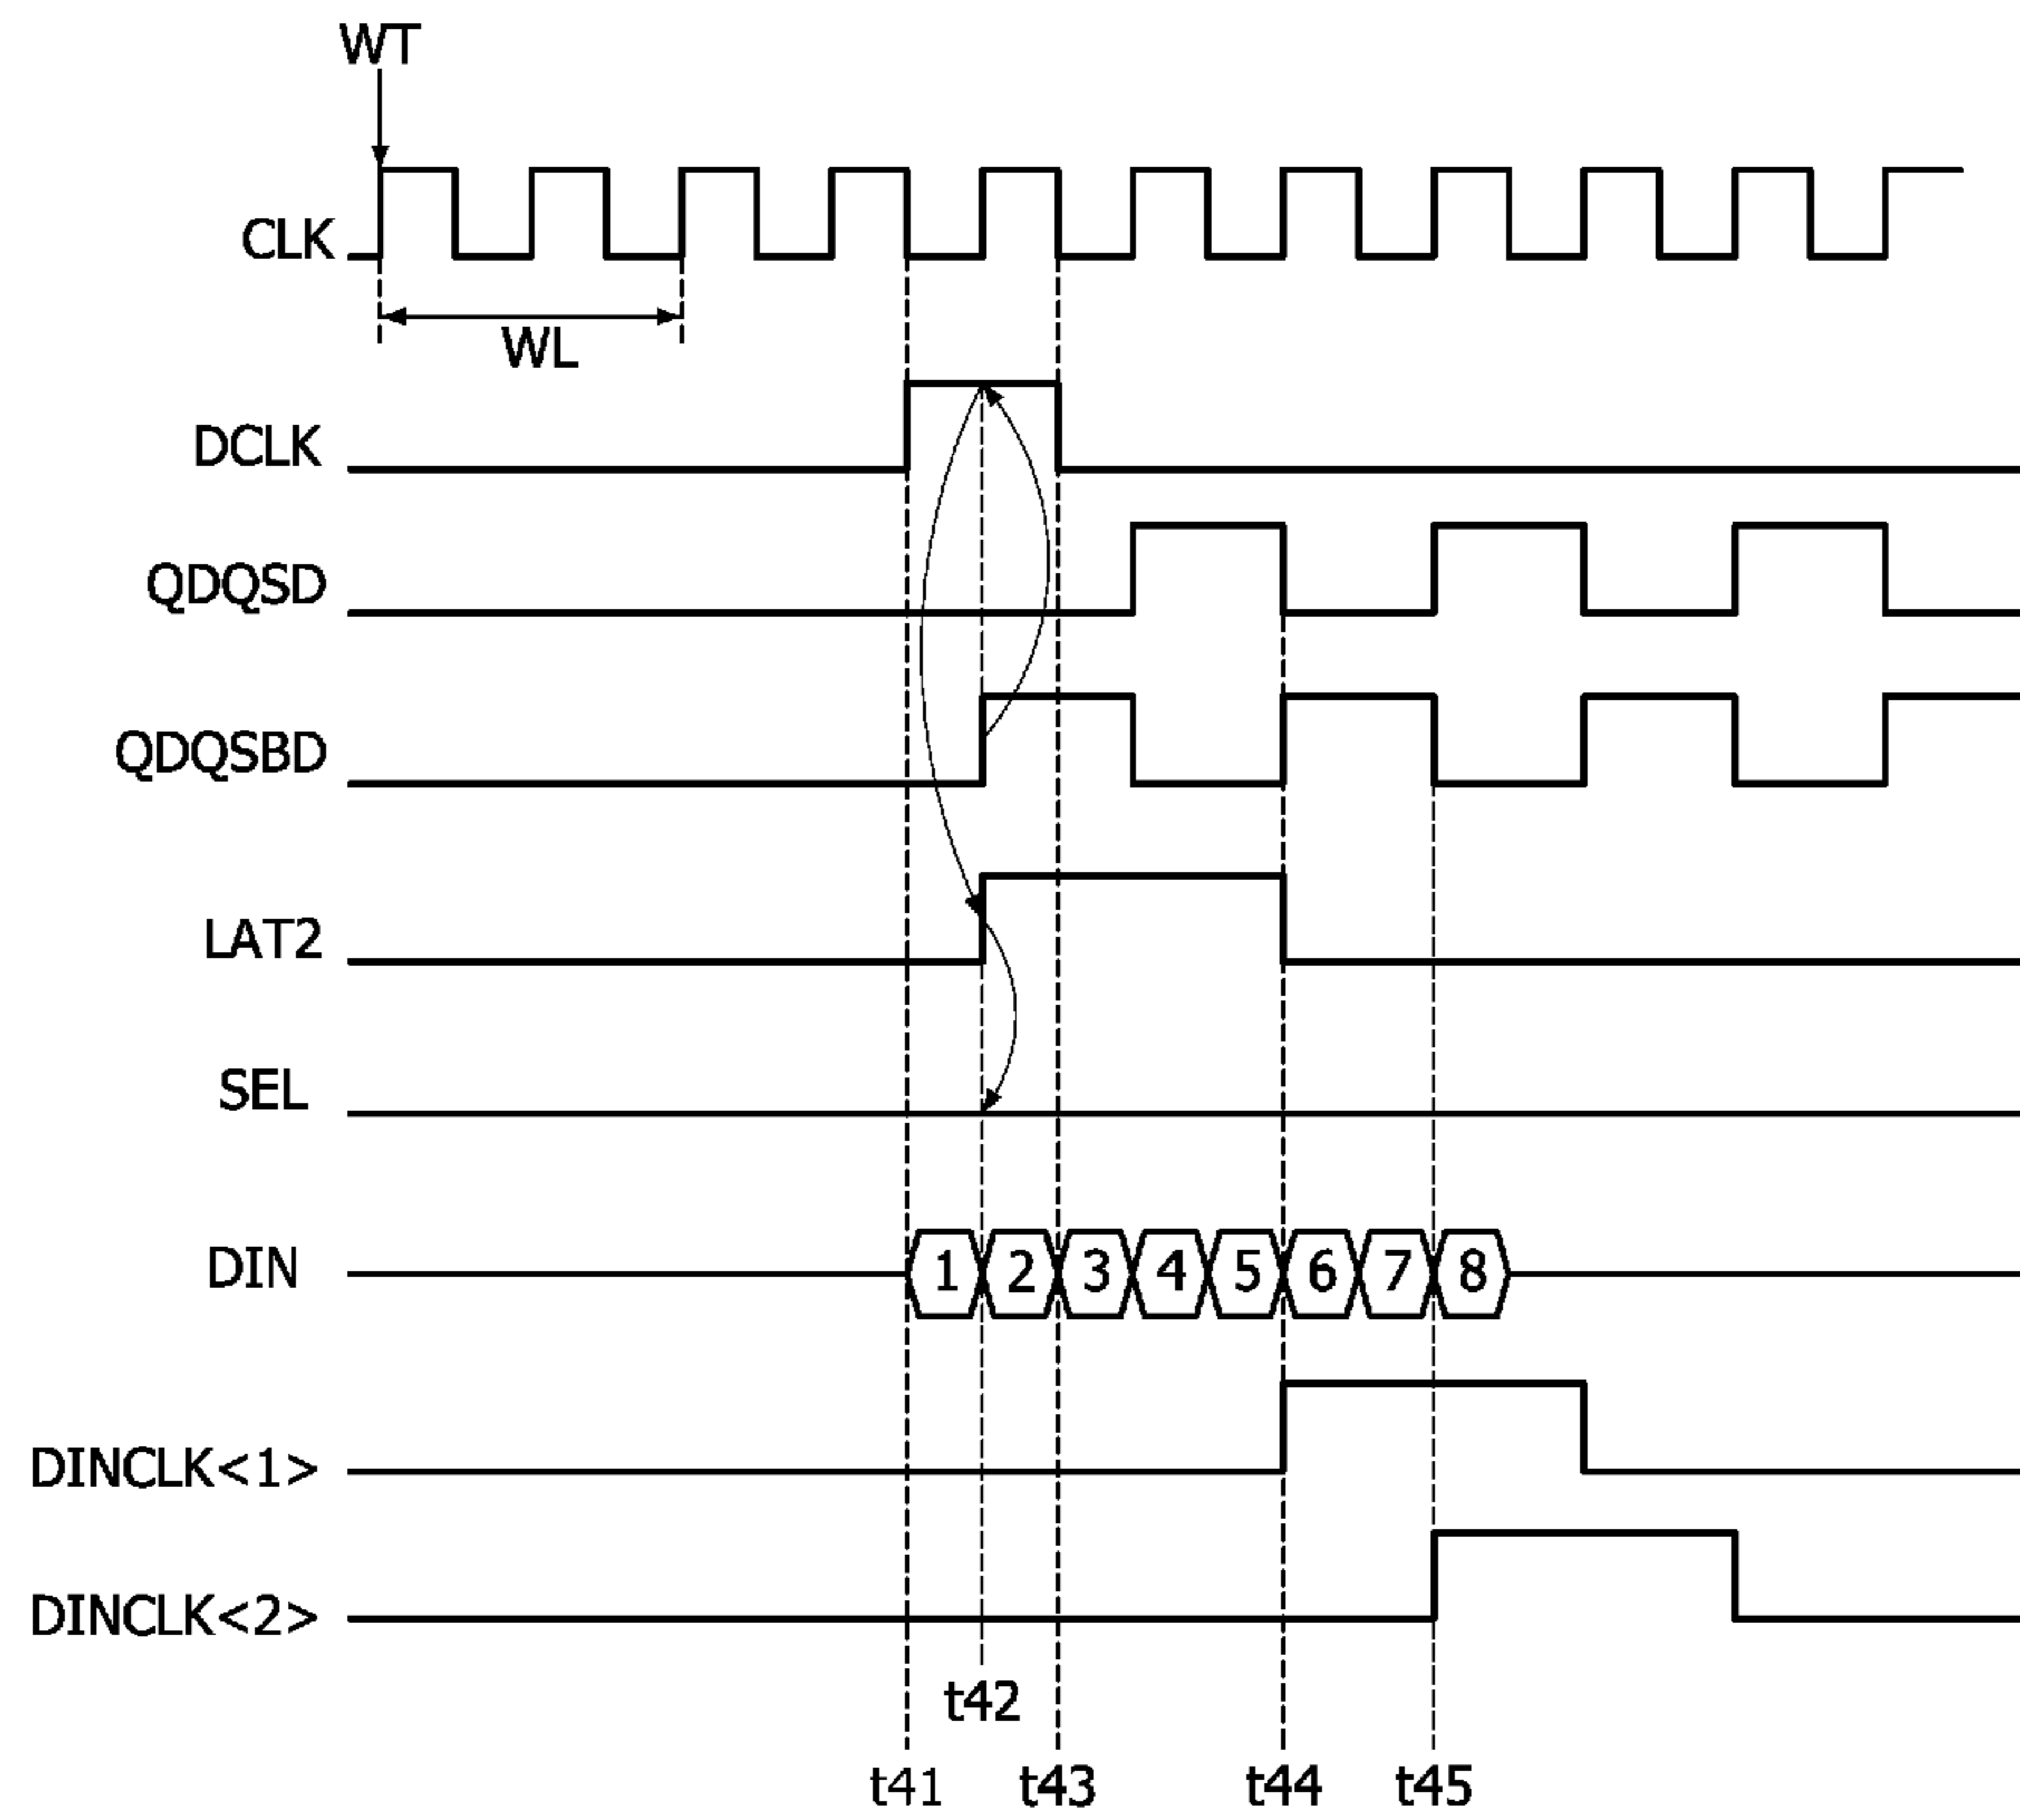 WT
CLK
WL
DCLK
QDQSD
QDQSBD
LAT2
SEL
DIN 1 2 3 4 5 6 7 8
DINCLK<1>
DINCLK<2>
t42
t41 t43 t44 t45